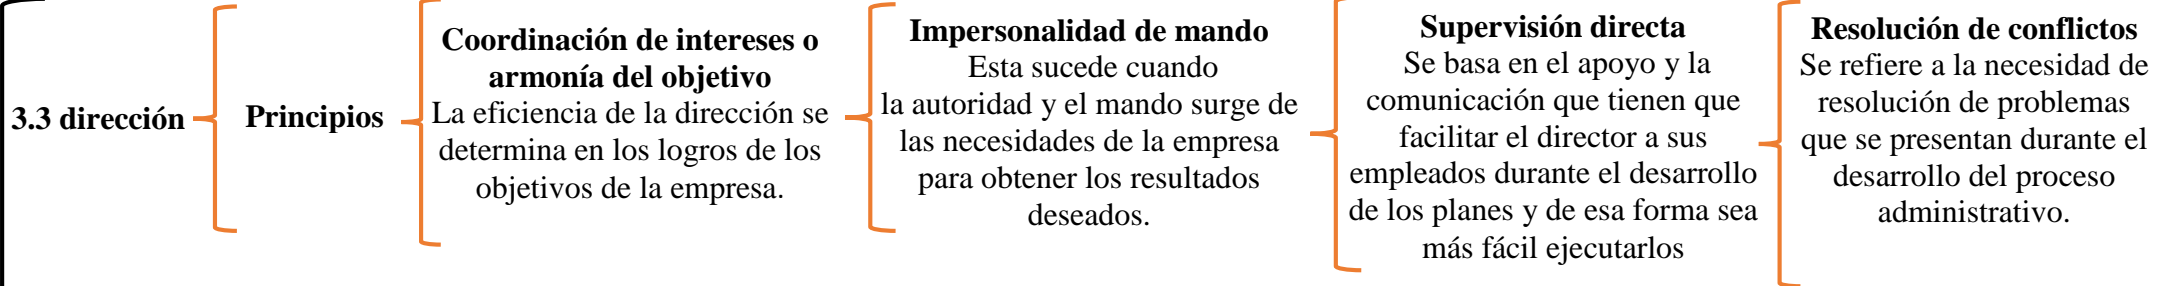 3.3 dirección
Principios
Coordinación de intereses o
armonía del objetivo
La eficiencia de la dirección se
determina en los logros de los
objetivos de la empresa.
Impersonalidad de mando
Esta sucede cuando
la autoridad y el mando surge de
las necesidades de la empresa
para obtener los resultados
deseados.
Supervisión directa
Se basa en el apoyo y la
comunicación que tienen que
facilitar el director a sus
empleados durante el desarrollo
de los planes y de esa forma sea
más fácil ejecutarlos
Resolución de conflictos
Se refiere a la necesidad de
resolución de problemas
que se presentan durante el
desarrollo del proceso
administrativo.